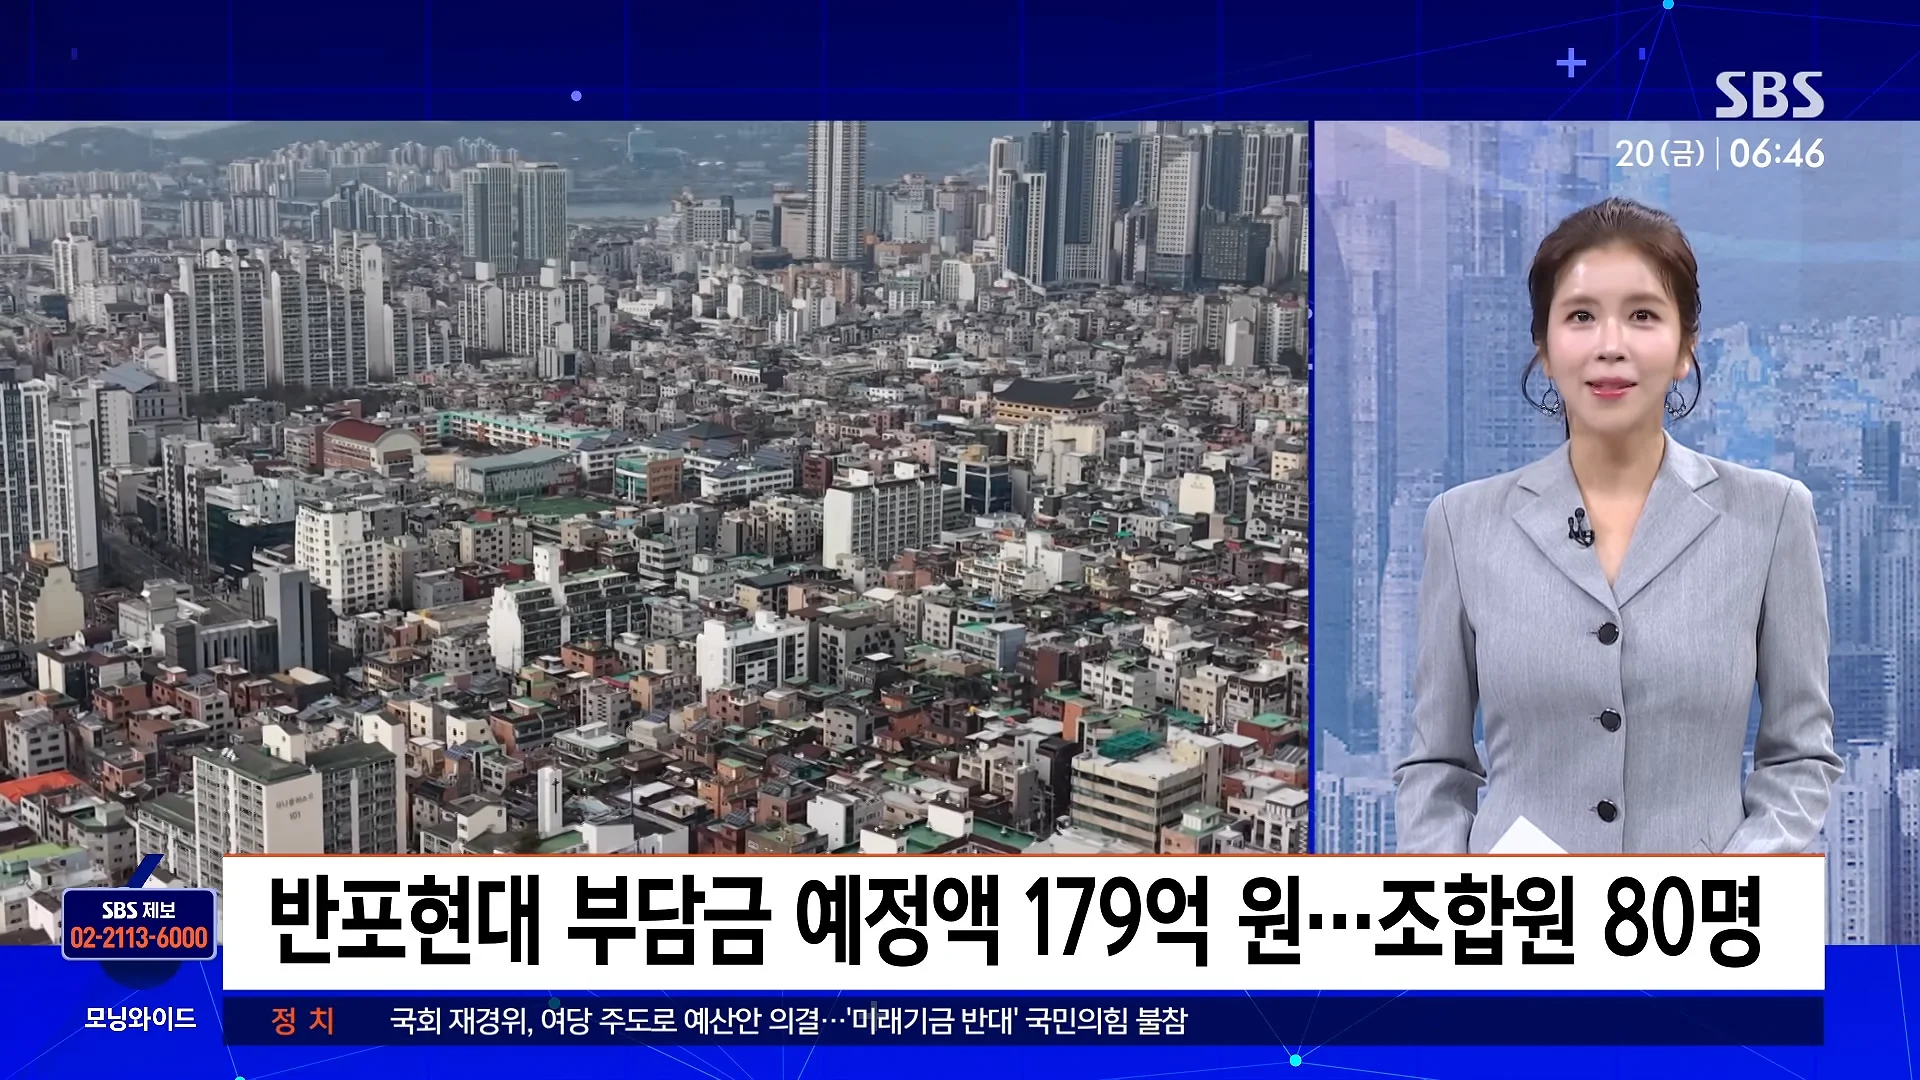 SBS
20(금) | 06:46
SBS 제보
02-2113-6000
반포현대 부담금 예정액 179억 원…조합원 80명
모닝와이드
정 치 국회 재경위, 여당 주도로 예산안 의결…'미래기금 반대' 국민의힘 불참
101